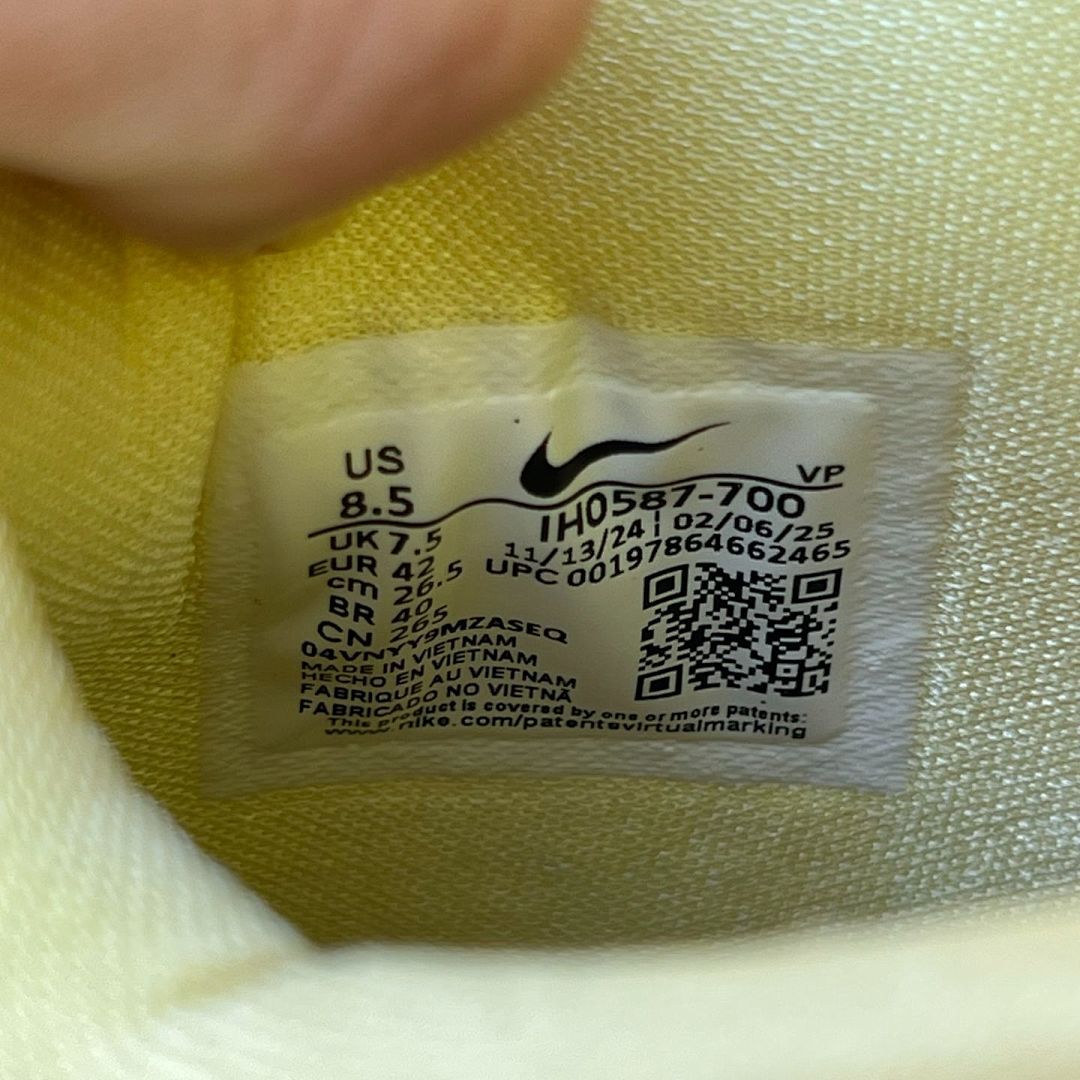 US
8.5
VP
IH0587-700
11/13/24 | 02/06/25
UPC 00197864662465
UK 7.5
EUR 42
cm 26.5
BR 40
CN 265
04VNYY9MZASEQ
MADE IN VIETNAM
HECHO EN VIETNAM
FABRIQUE AU VIETNAM
FABRICADO NO VIETNÃ
This product is covered by one or more patents:
www.nike.com/patentsvirtualmarking